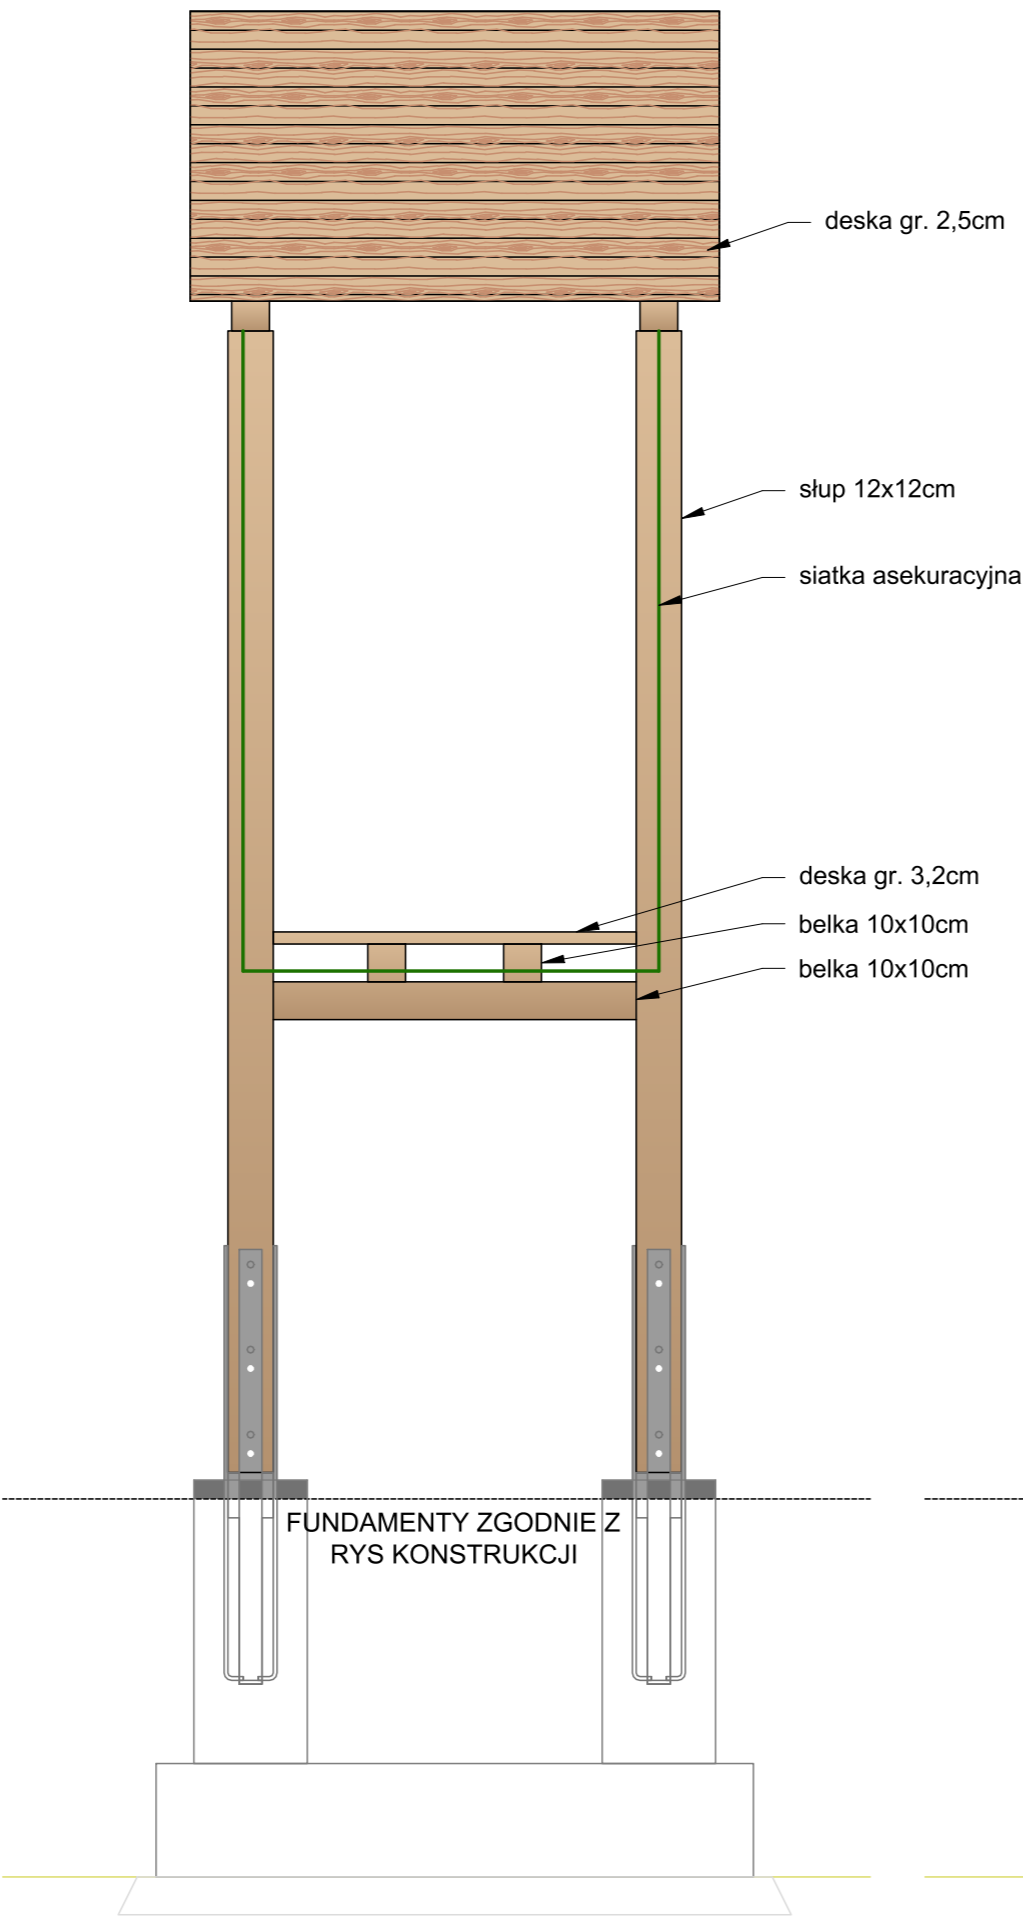 deska gr. 2,5cm
słup 12x12cm
siatka asekuracyjna
deska gr. 3,2cm
belka 10x10cm
belka 10x10cm
FUNDAMENTY ZGODNIE Z
RYS KONSTRUKCJI